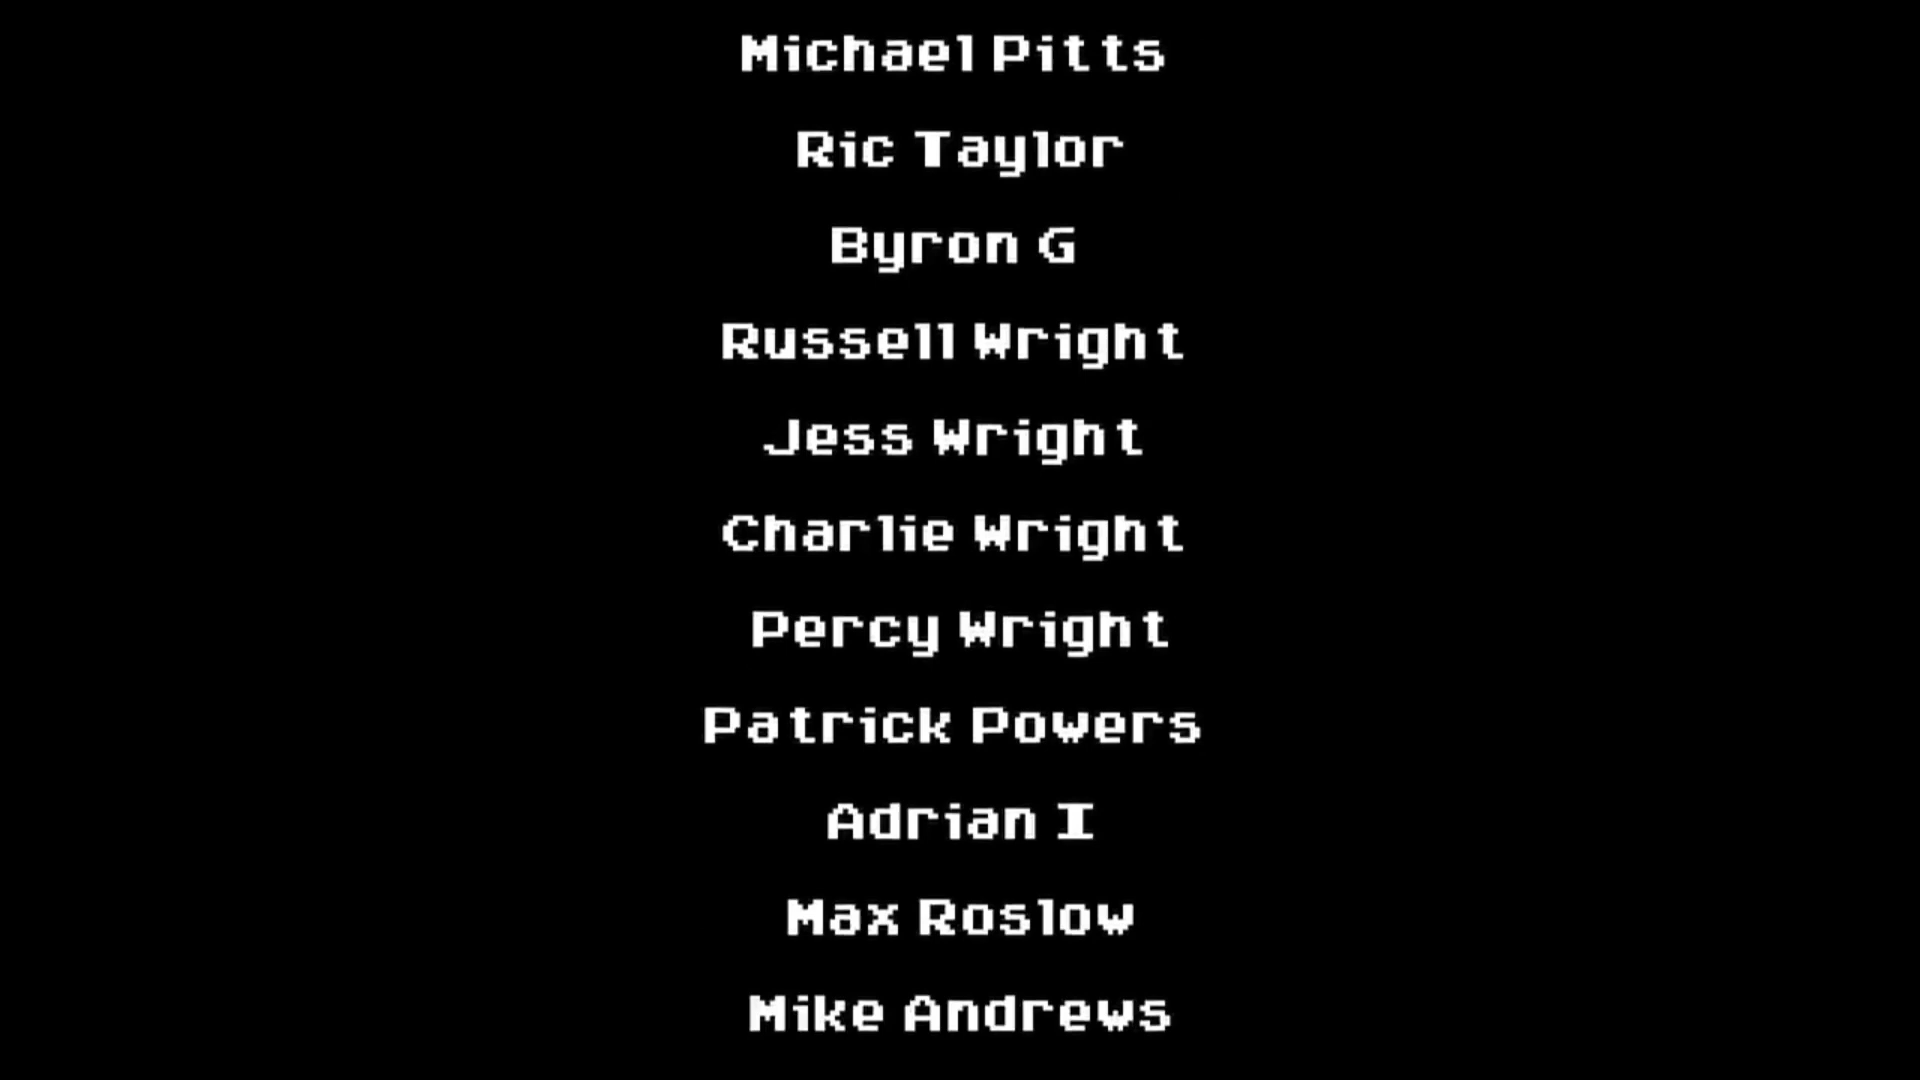 Michael Pitts
Ric Taylor
Byron G
Russell Wright
Jess Wright
Charlie Wright
Percy Wright
Patrick Powers
Adrian I
Max Roslow
Mike Andrews